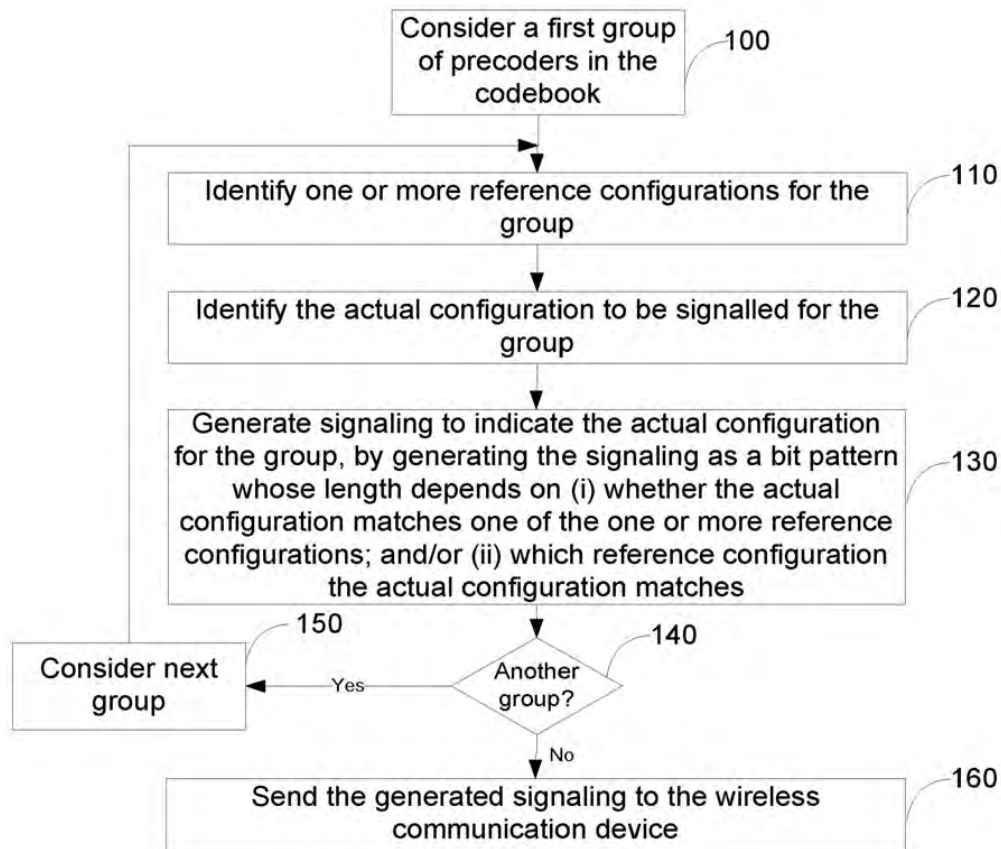 Consider a first group
of precoders in the
codebook
100
Identify one or more reference configurations for the
group
110
Identify the actual configuration to be signalled for the
group
120
Generate signaling to indicate the actual configuration
for the group, by generating the signaling as a bit pattern
whose length depends on (i) whether the actual
configuration matches one of the one or more reference
configurations; and/or (ii) which reference configuration
the actual configuration matches
130
Another
group?
140
Yes
Consider next
group
150
No
Send the generated signaling to the wireless
communication device
160